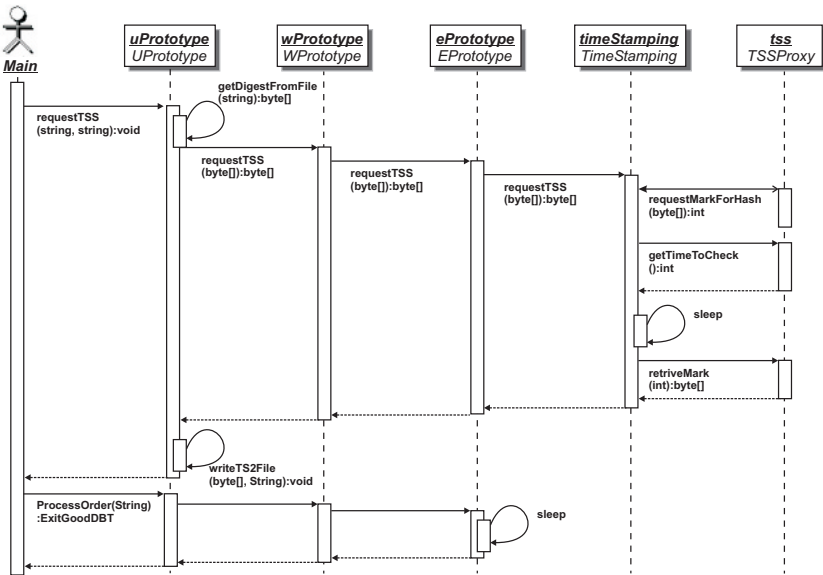 Main
uPrototype
UPrototype
wPrototype
WPrototype
ePrototype
EPrototype
timeStamping
TimeStamping
tss
TSSProxy
getDigestFromFile
(string):byte[]
requestTSS
(string, string):void
requestTSS
(byte[]):byte[]
requestTSS
(byte[]):byte[]
requestTSS
(byte[]):byte[]
requestMarkForHash
(byte[]):int
getTimeToCheck
():int
sleep
retriveMark
(int):byte[]
writeTS2File
(byte[], String):void
ProcessOrder(String)
:ExitGoodDBT
sleep